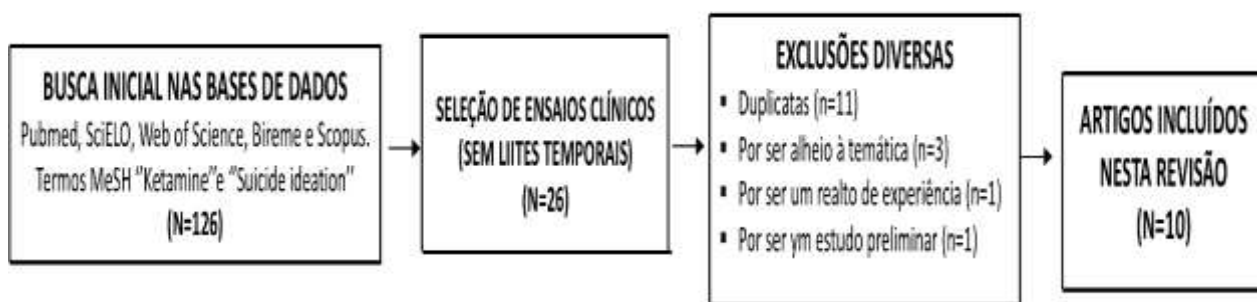 BUSCA INICIAL NAS BASES DE DADOS
Pubmed, SciELO, Web of Science, Bireme e Scopus.
Termos MeSH ‘’Ketamine’’e ‘’Suicide ideation’’
(N=126)
SELEÇÃO DE ENSAIOS CLÍNICOS
(SEM LIITES TEMPORAIS)
(N=26)
EXCLUSÕES DIVERSAS
▪ Duplicatas (n=11)
▪ Por ser alheio à temática (n=3)
▪ Por ser um realto de experiência (n=1)
▪ Por ser ym estudo preliminar (n=1)
ARTIGOS INCLUÍDOS
NESTA REVISÃO
(N=10)